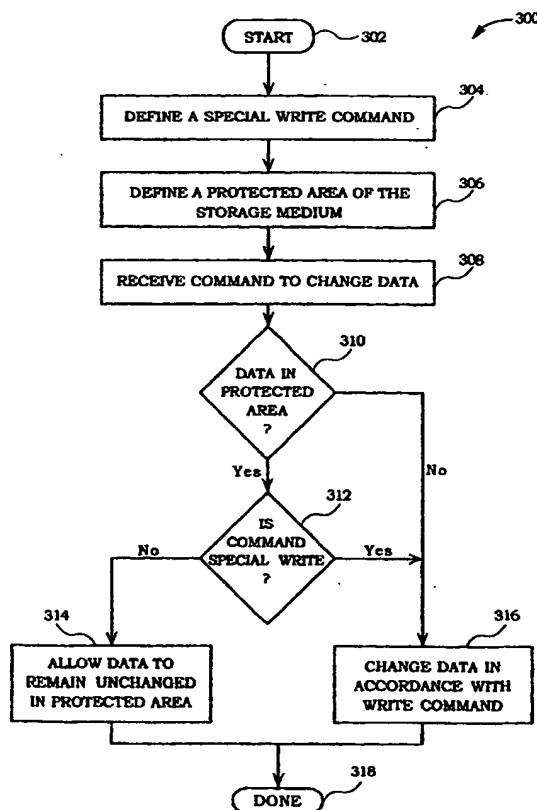 300
START
302
304
DEFINE A SPECIAL WRITE COMMAND
306
DEFINE A PROTECTED AREA OF THE
STORAGE MEDIUM
308
RECEIVE COMMAND TO CHANGE DATA
310
DATA IN
PROTECTED
AREA
?
No
Yes
312
IS
COMMAND
SPECIAL WRITE
?
No
Yes
314
316
ALLOW DATA TO
REMAIN UNCHANGED
IN PROTECTED AREA
CHANGE DATA IN
ACCORDANCE WITH
WRITE COMMAND
318
DONE